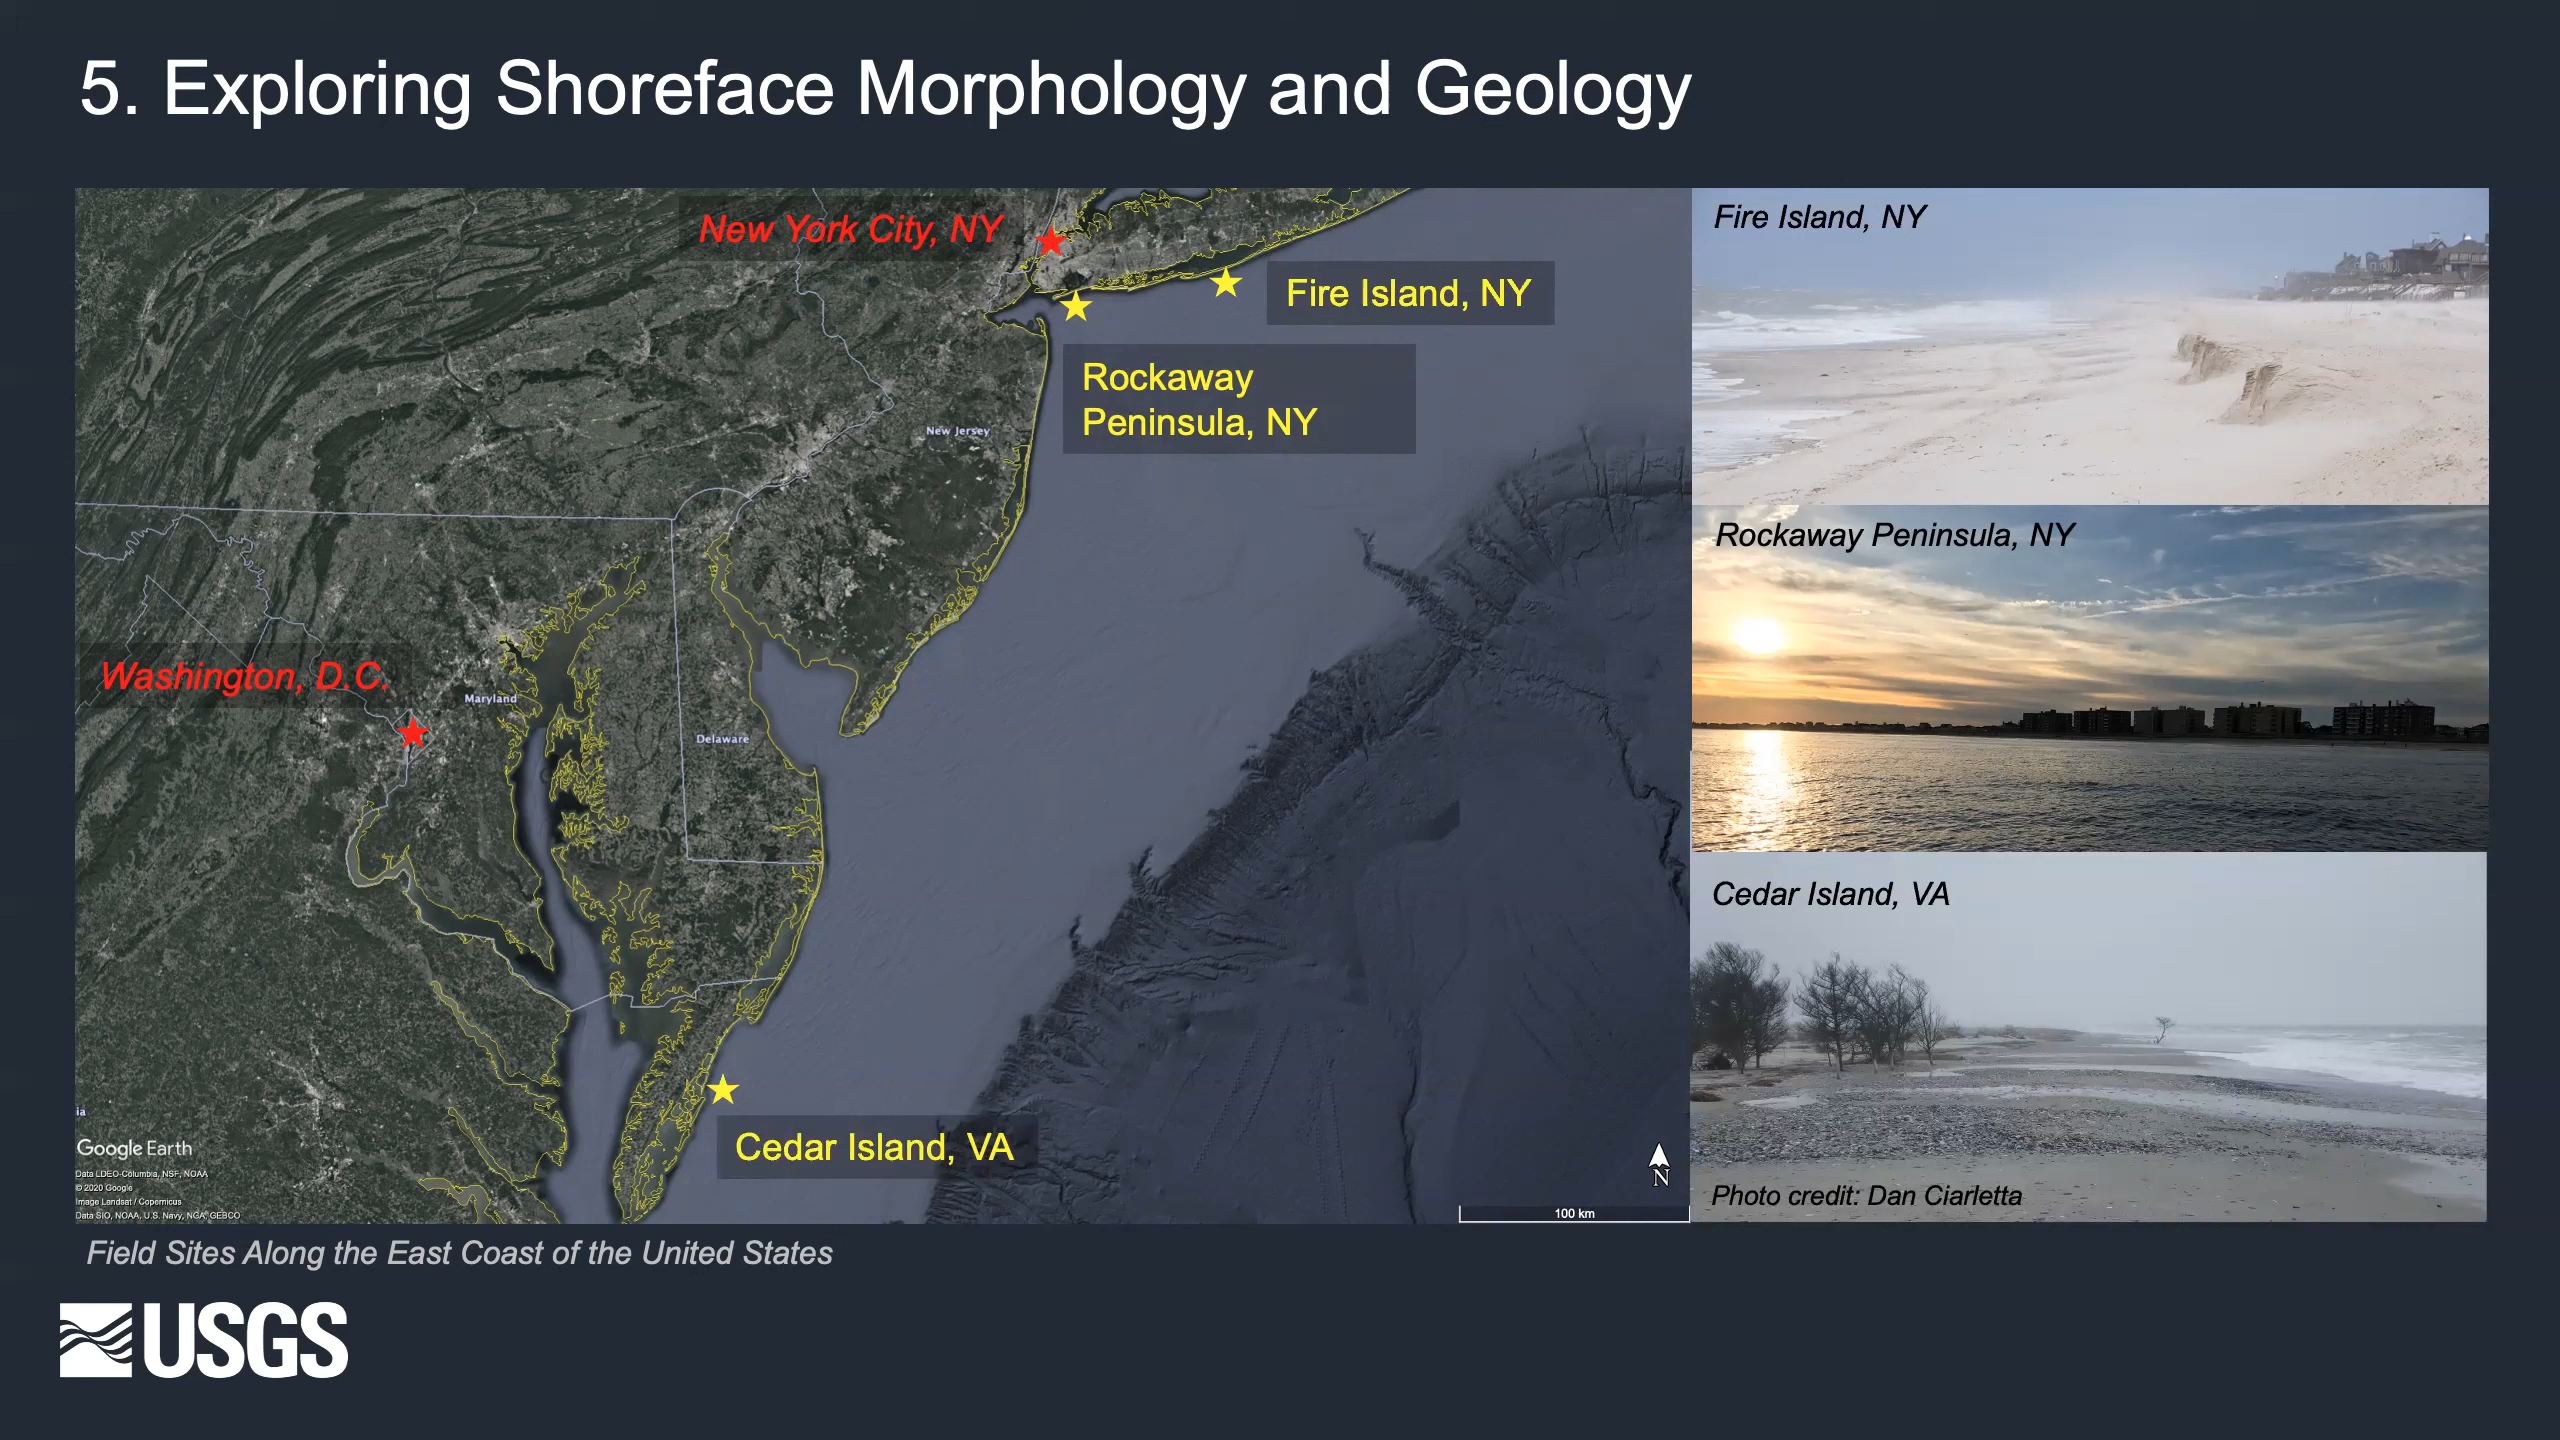 5. Exploring Shoreface Morphology and Geology
New York City, NY
Fire Island, NY
Rockaway
Peninsula, NY
New Jersey
Washington, D.C.
Maryland
Delaware
Cedar Island, VA
ia
Google Earth
Data LDEO-Columbia, NSF, NOAA
© 2020 Google
Image Landsat / Copernicus
Data SIO, NOAA, U.S. Navy, NGA, GEBCO
N
100 km
Fire Island, NY
Rockaway Peninsula, NY
Cedar Island, VA
Photo credit: Dan Ciarletta
Field Sites Along the East Coast of the United States
USGS